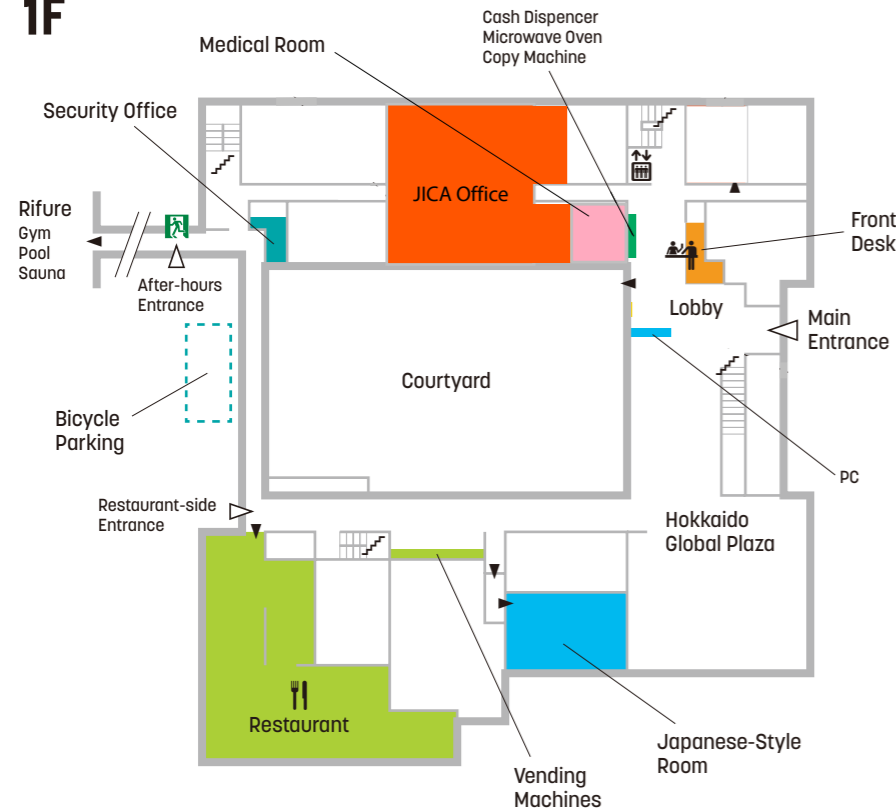 1F
Cash Dispencer
Microwave Oven
Copy Machine
Medical Room
Security Office
JICA Office
Rifure
Gym
Pool
Sauna
After-hours
Entrance
Front
Desk
Lobby
Main
Entrance
Courtyard
Bicycle
Parking
PC
Restaurant-side
Entrance
Hokkaido
Global Plaza
Restaurant
Japanese-Style
Room
Vending
Machines